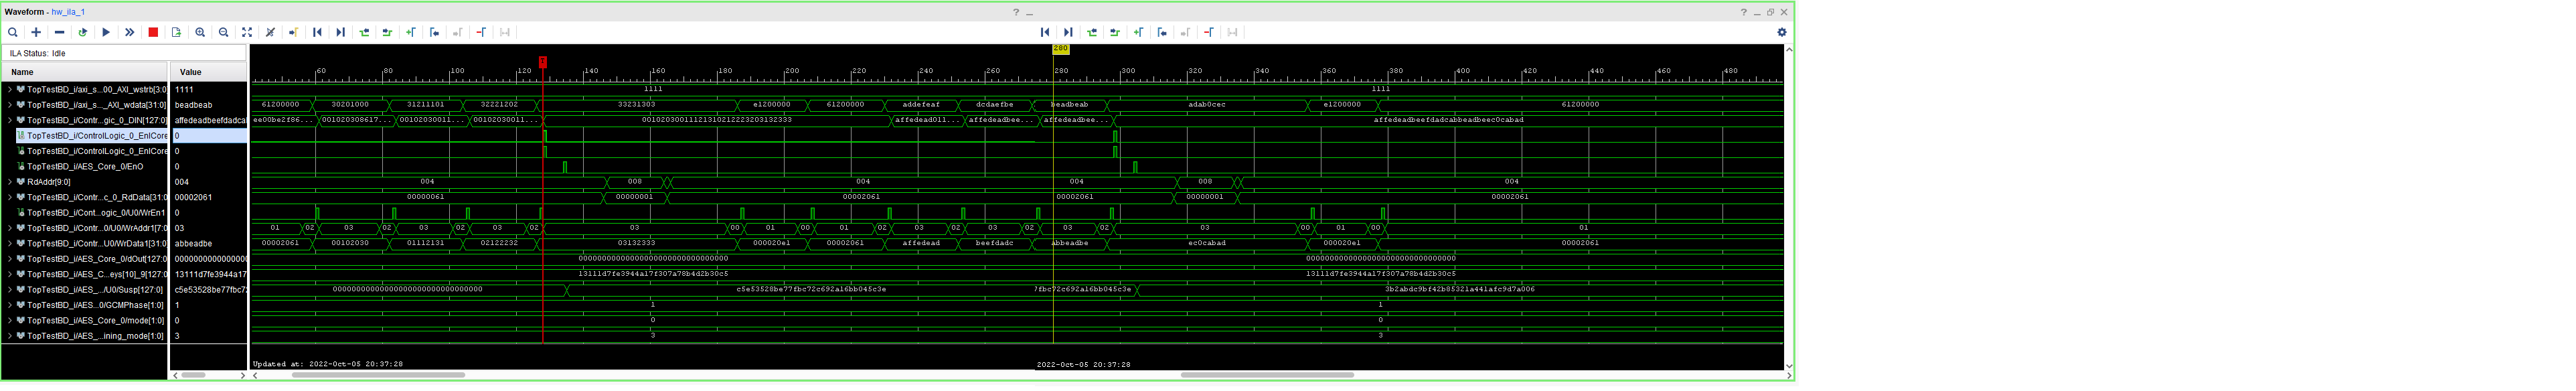 Waveform - hw_ila_1
ILA Status: Idle
Name Value
280
60 80 100 120 140 160 180 200 220 240 260 280 300 320 340 360 380 400 420 440 460 480
TopTestBD_i/axi_s...00_AXI_wstrb[3:0] 1111 1111 1111
TopTestBD_i/axi_s..._AXI_wdata[31:0] beadbeab 61200000 30201000 31211101 32221202 33231303 e1200000 61200000 addefeaf dcdaefbe beadbeab adab0cec e1200000 61200000
TopTestBD_i/Contr...gic_0_DIN[127:0] affedeadbeefdadcal ee00be2f86... 001020308617... 00102030011... 00102030011... 00102030011121310212223203132333 affedead011... affedeadbee... affedeadbee... affedeadbeefdadcabbeadbeec0cabad
TopTestBD_i/ControlLogic_0_EnICore 0
TopTestBD_i/ControlLogic_0_EnICore 0
TopTestBD_i/AES_Core_0/EnO 0
RdAddr[9:0] 004 004 008 004 004 008 004
TopTestBD_i/Contr...c_0_RdData[31:0] 00002061 00000061 00000001 00002061 00002061 00000001 00002061
TopTestBD_i/Cont...ogic_0/U0/WrEn1 0
TopTestBD_i/Contr...0/U0/WrAddr1[7:0] 03 01 02 03 02 03 02 03 02 03 00 01 00 01 02 03 02 03 02 03 02 03 00 01 00 01
TopTestBD_i/Contr...U0/WrData1[31:0] abbeadbe 00002061 00102030 01112131 02122232 03132333 000020e1 00002061 affedead beefdadc abbeadbe ec0cabad 000020e1 00002061
TopTestBD_i/AES_Core_0/dOut[127:0] 0000000000000000 00000000000000000000000000000000 00000000000000000000000000000000
TopTestBD_i/AES_C...eys[10]_9[127:0] 13111d7fe3944a17 13111d7fe3944a17f307a78b4d2b30c5 13111d7fe3944a17f307a78b4d2b30c5
TopTestBD_i/AES_.../U0/Susp[127:0] c5e53528be77fbc72 00000000000000000000000000000000 c5e53528be77fbc72c692a16bb045c3e 7fbc72c692a16bb045c3e 3b2abdc9bf42b85321a441afc9d7a006
TopTestBD_i/AES...0/GCMPhase[1:0] 1 1 1
TopTestBD_i/AES_Core_0/mode[1:0] 0 0 0
TopTestBD_i/AES_...ining_mode[1:0] 3 3 3
Updated at: 2022-Oct-05 20:37:28 2022-Oct-05 20:37:28